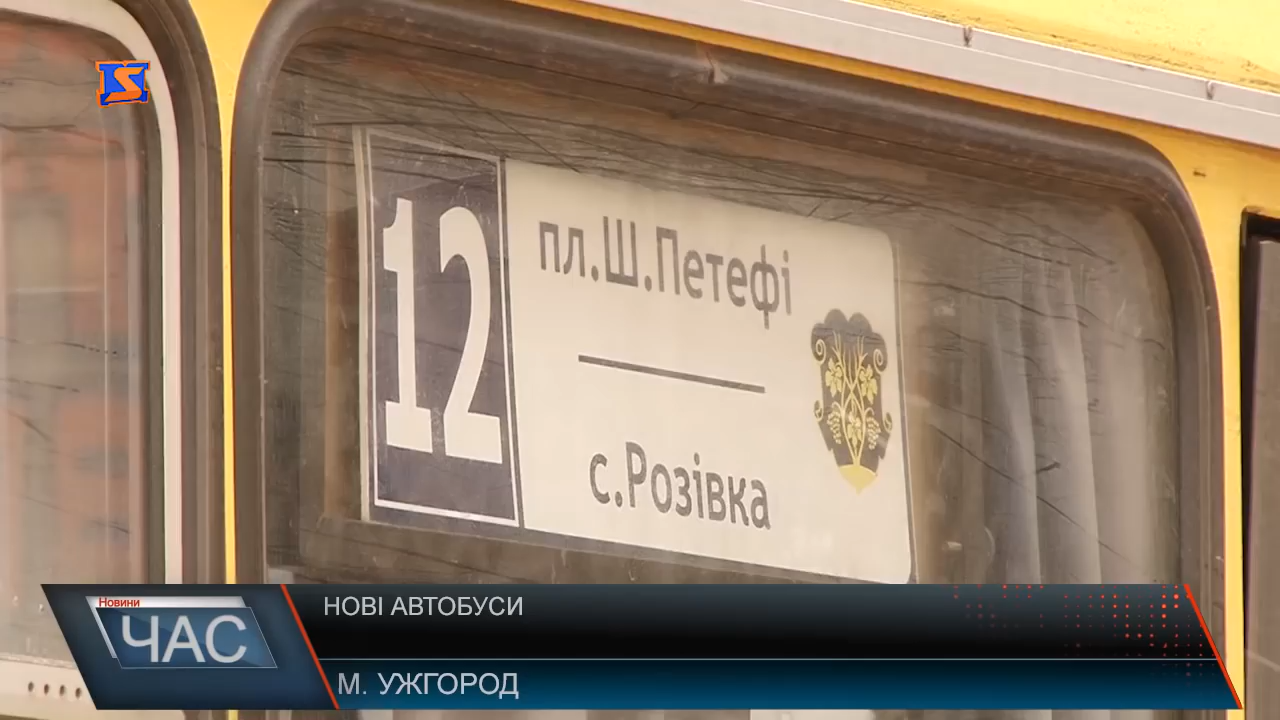 12
пл.Ш.Петефі
с.Розівка
Новини
ЧАС
НОВІ АВТОБУСИ
М. УЖГОРОД